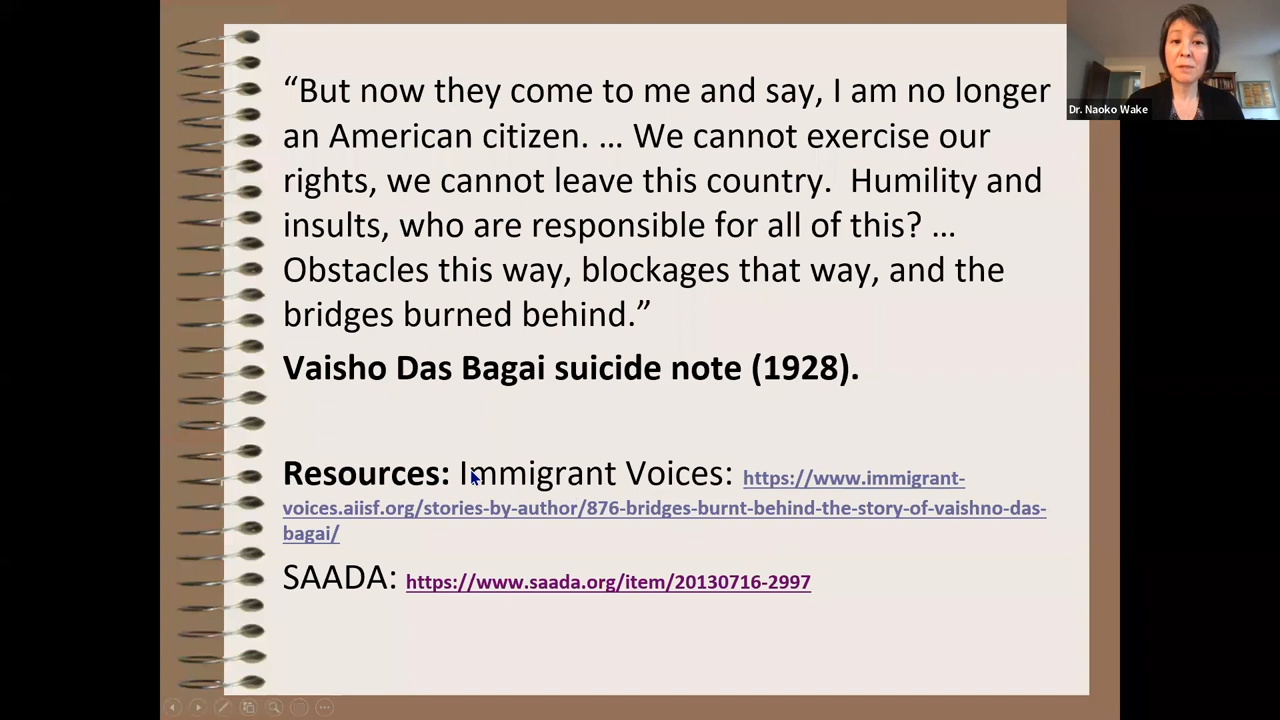 “But now they come to me and say, I am no longer
an American citizen. … We cannot exercise our
rights, we cannot leave this country.  Humility and
insults, who are responsible for all of this? …
Obstacles this way, blockages that way, and the
bridges burned behind.”
Vaisho Das Bagai suicide note (1928).
Resources: Immigrant Voices: https://www.immigrant-
voices.aiisf.org/stories-by-author/876-bridges-burnt-behind-the-story-of-vaishno-das-
bagai/
SAADA: https://www.saada.org/item/20130716-2997
Dr. Naoko Wake